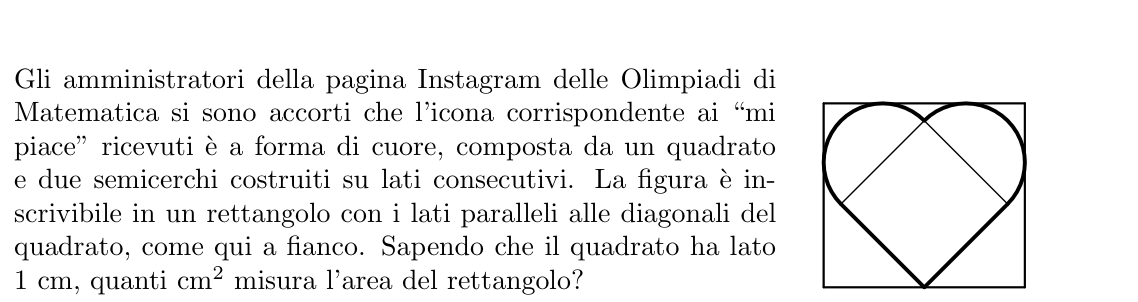 Gli amministratori della pagina Instagram delle Olimpiadi di
Matematica si sono accorti che l'icona corrispondente ai “mi
piace” ricevuti è a forma di cuore, composta da un quadrato
e due semicerchi costruiti su lati consecutivi. La figura è in-
scrivibile in un rettangolo con i lati paralleli alle diagonali del
quadrato, come qui a fianco. Sapendo che il quadrato ha lato
1 cm, quanti cm² misura l'area del rettangolo?